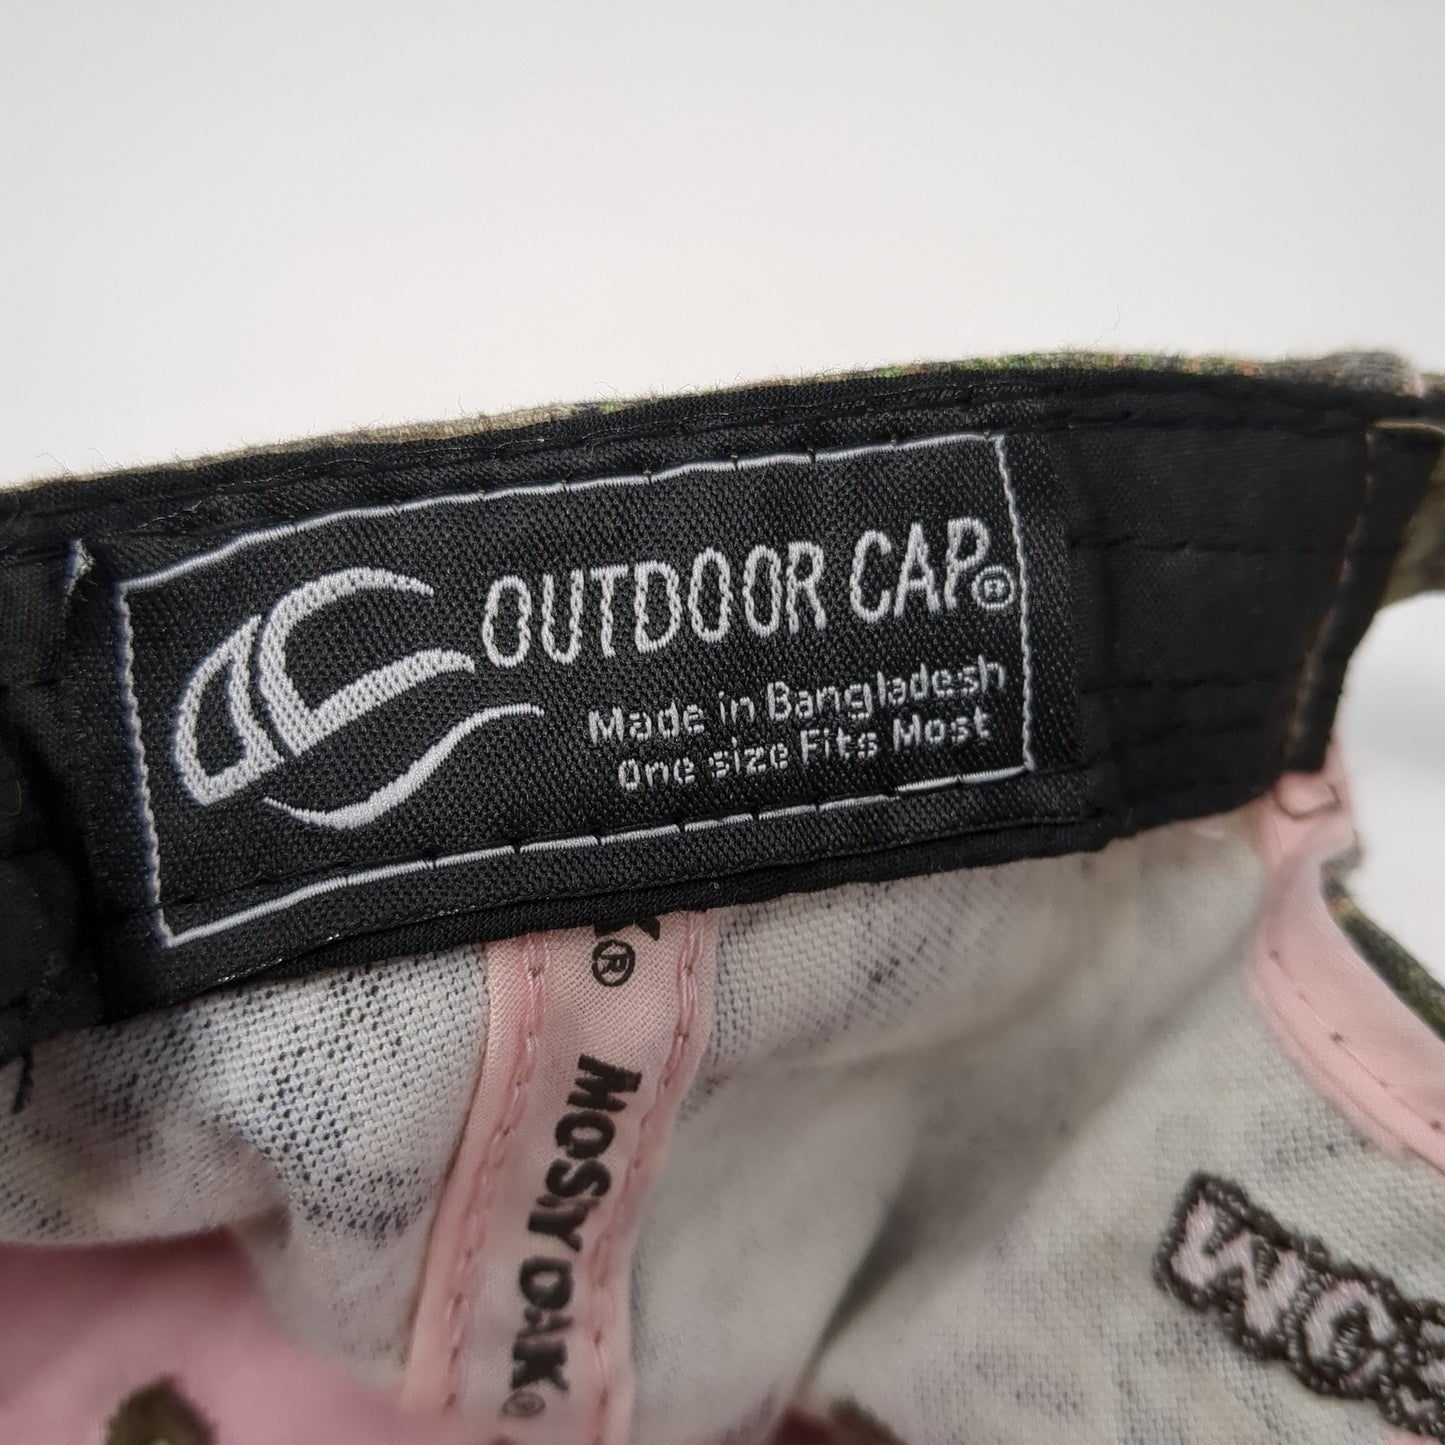 OUTDOOR CAP®
Made in Bangladesh
One size Fits Most
®
MOSSY OAK®